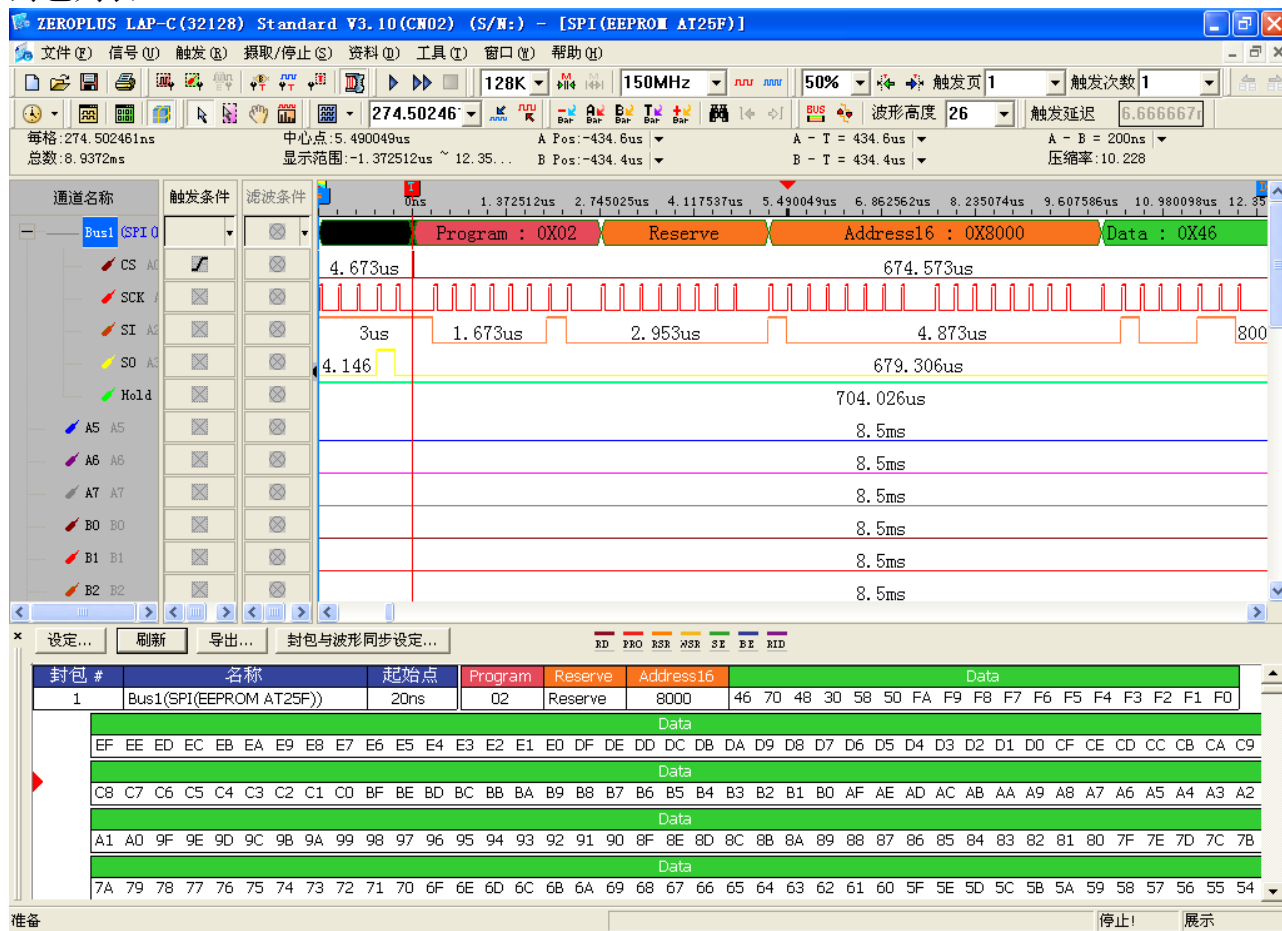 ZEROPLUS LAP-C(32128) Standard V3.10(CN02) (S/N:) - [SPI(EEPROM AT25F)]
文件(F) 信号(U) 触发(R) 摄取/停止(S) 资料(D) 工具(T) 窗口(W) 帮助(H)
128K 150MHz 50% 触发页 1 触发次数 1
274.50246 波形高度 26 触发延迟 6.666667r
每格:274.502461ns 中心点:5.490049us A Pos:-434.6us A - T = 434.6us A - B = 200ns
总数:8.9372ms 显示范围:-1.372512us ~ 12.35... B Pos:-434.4us B - T = 434.4us 压缩率:10.228
通道名称 触发条件 滤波条件 0ns 1.372512us 2.745025us 4.117537us 5.490049us 6.862562us 8.235074us 9.607586us 10.980098us 12.35
Bus1 (SPI( Program : 0X02 Reserve Address16 : 0X8000 Data : 0X46
CS A0 4.673us 674.573us
SCK
SI A2 3us 1.673us 2.953us 4.873us 800
SO A3 4.146 679.306us
Hold 704.026us
A5 A5 8.5ms
A6 A6 8.5ms
A7 A7 8.5ms
B0 B0 8.5ms
B1 B1 8.5ms
B2 B2 8.5ms
设定... 刷新 导出... 封包与波形同步设定... RD PRO RSR WSR SE BE RID
封包 # 名称 起始点 Program Reserve Address16 Data
1 Bus1(SPI(EEPROM AT25F)) 20ns 02 Reserve 8000 46 70 48 30 58 50 FA F9 F8 F7 F6 F5 F4 F3 F2 F1 F0
Data
EF EE ED EC EB EA E9 E8 E7 E6 E5 E4 E3 E2 E1 E0 DF DE DD DC DB DA D9 D8 D7 D6 D5 D4 D3 D2 D1 D0 CF CE CD CC CB CA C9
Data
C8 C7 C6 C5 C4 C3 C2 C1 C0 BF BE BD BC BB BA B9 B8 B7 B6 B5 B4 B3 B2 B1 B0 AF AE AD AC AB AA A9 A8 A7 A6 A5 A4 A3 A2
Data
A1 A0 9F 9E 9D 9C 9B 9A 99 98 97 96 95 94 93 92 91 90 8F 8E 8D 8C 8B 8A 89 88 87 86 85 84 83 82 81 80 7F 7E 7D 7C 7B
Data
7A 79 78 77 76 75 74 73 72 71 70 6F 6E 6D 6C 6B 6A 69 68 67 66 65 64 63 62 61 60 5F 5E 5D 5C 5B 5A 59 58 57 56 55 54
准备 停止! 展示